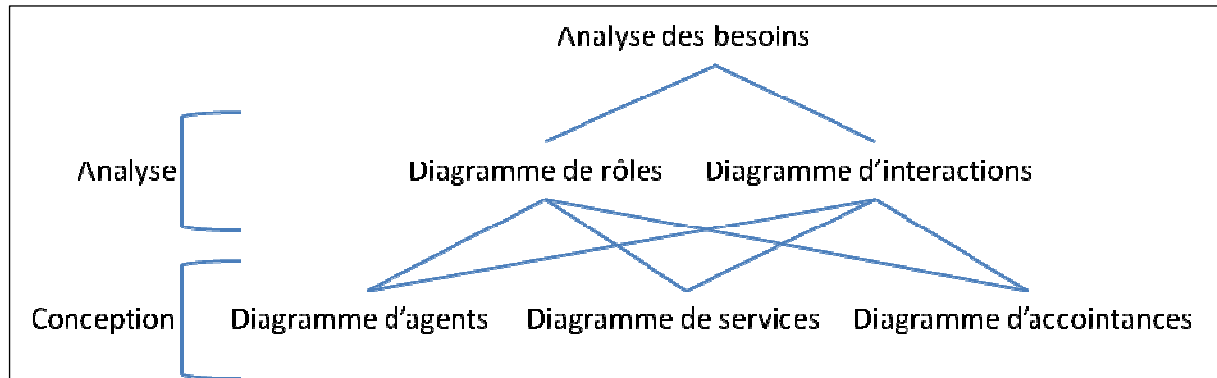 Analyse des besoins
Analyse
Diagramme de rôles
Diagramme d'interactions
Conception
Diagramme d'agents
Diagramme de services
Diagramme d'accointances